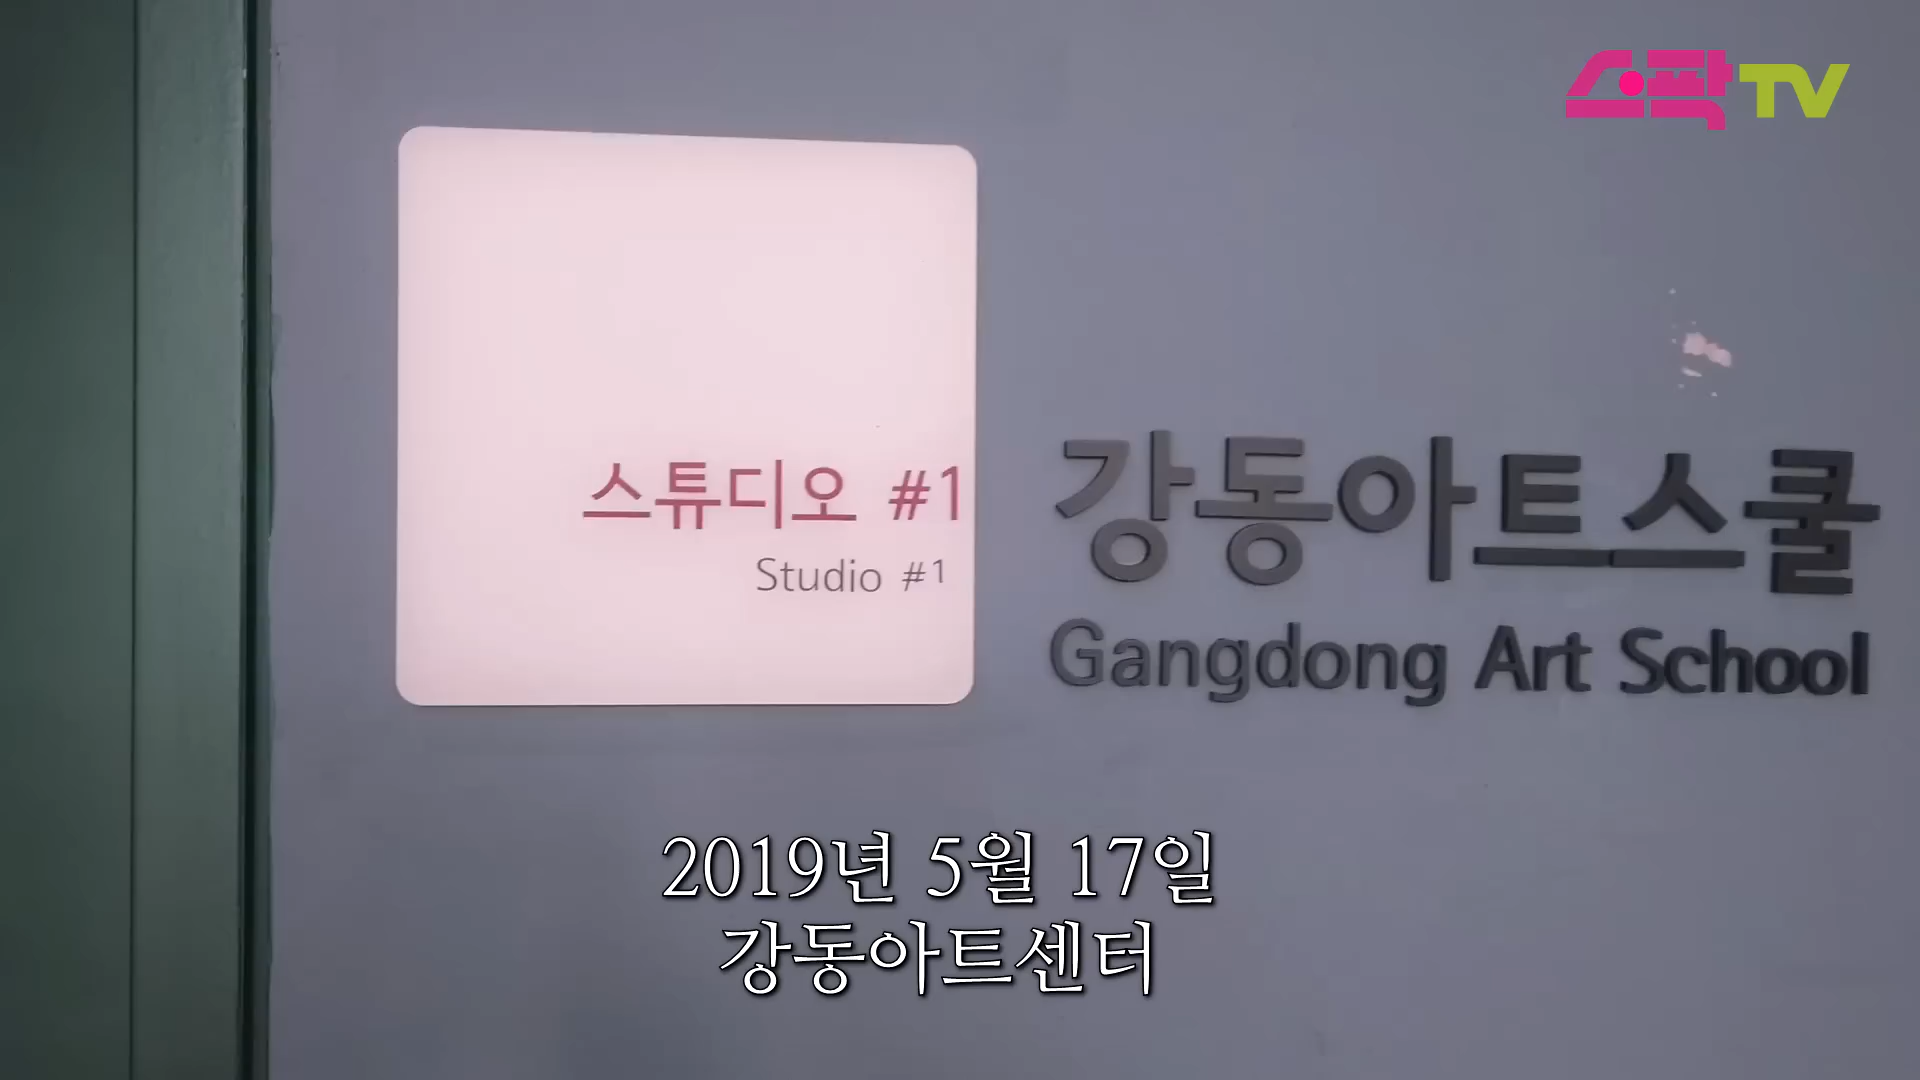 스팍TV
스튜디오 #1
Studio #1
강동아트스쿨
Gangdong Art School
2019년 5월 17일
강동아트센터